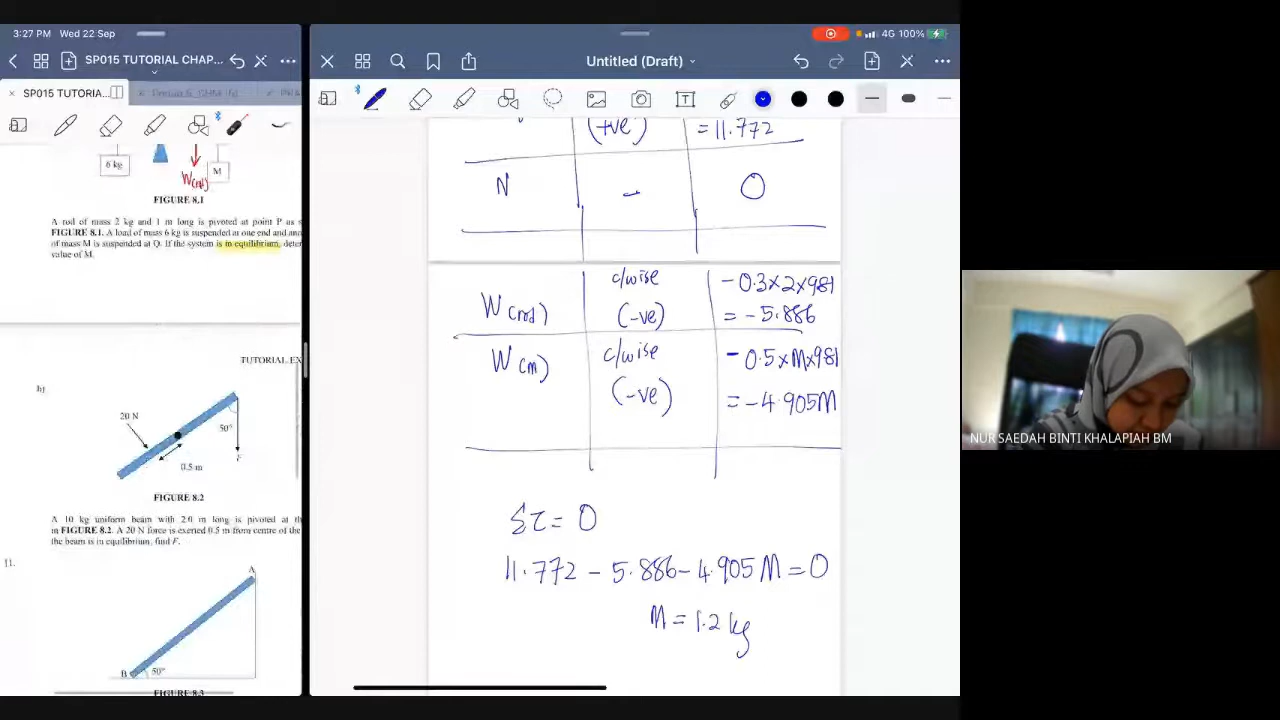 3:27 PM Wed 22 Sep
4G 100%
SP015 TUTORIAL CHAP...
Untitled (Draft)
SP015 TUTORIA...
6 kg
M
W(rod)
FIGURE 8.1
A rod of mass 2 kg and 1 m long is pivoted at point P as s
FIGURE 8.1. A load of mass 6 kg is suspended at one end and ano
of mass M is suspended at Q. If the system is in equilibrium, deter
value of M.
TUTORIAL EX
b)
20 N
50°
F
0.5 m
FIGURE 8.2
A 10 kg uniform beam with 2.0 m long is pivoted at th
in FIGURE 8.2. A 20 N force is exerted 0.5 m from centre of the
the beam is in equilibrium, find F.
11.
A
B
50°
FIGURE 8.3
(+ve)
= 11.772
N
-
0
W(rod)
c/wise
(-ve)
-0.3×2×9.81
= -5.886
W(m)
c/wise
(-ve)
-0.5×M×9.81
= -4.905M
Στ = 0
11.772 - 5.886 - 4.905M = 0
M = 1.2 kg
NUR SAEDAH BINTI KHALAPIAH BM